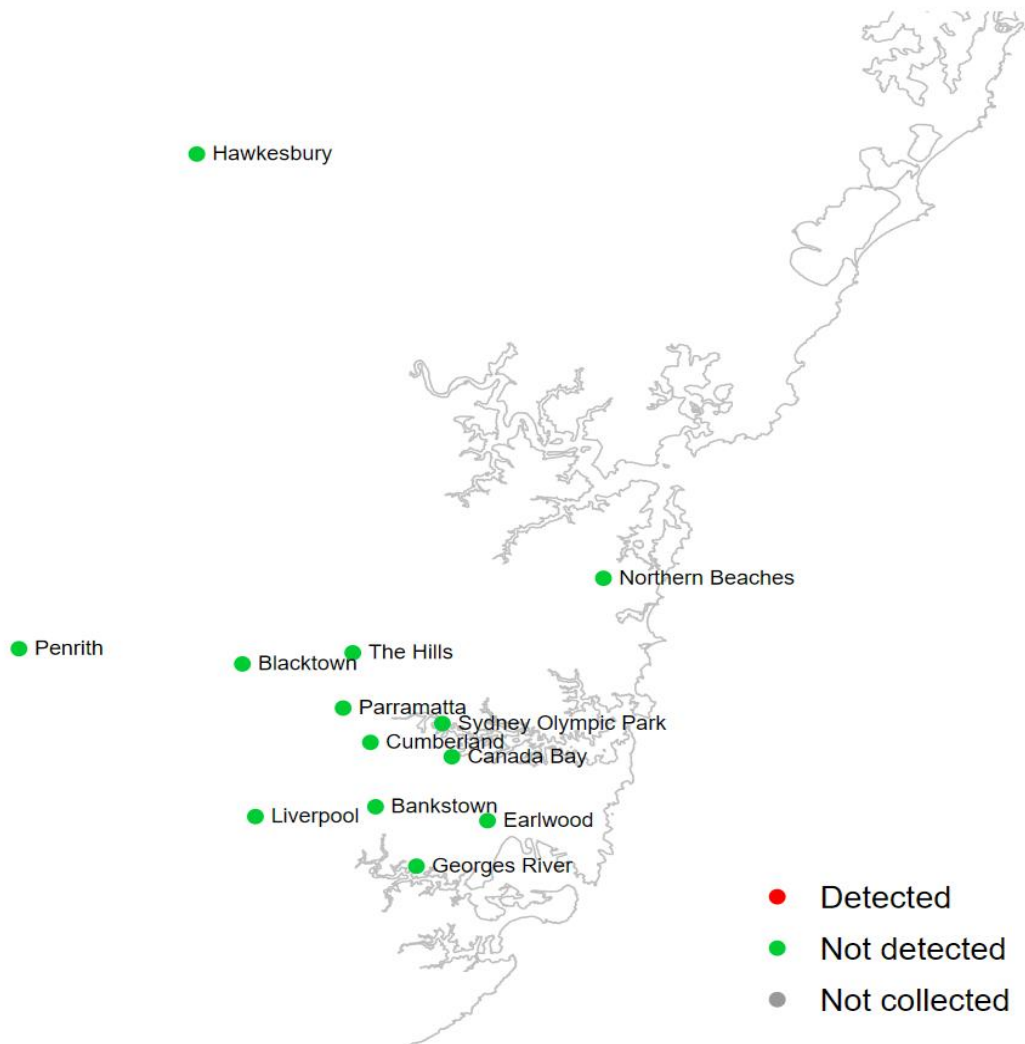 Hawkesbury
Northern Beaches
Penrith
The Hills
Blacktown
Parramatta
Sydney Olympic Park
Cumberland
Canada Bay
Bankstown
Liverpool
Earlwood
Georges River
Detected
Not detected
Not collected